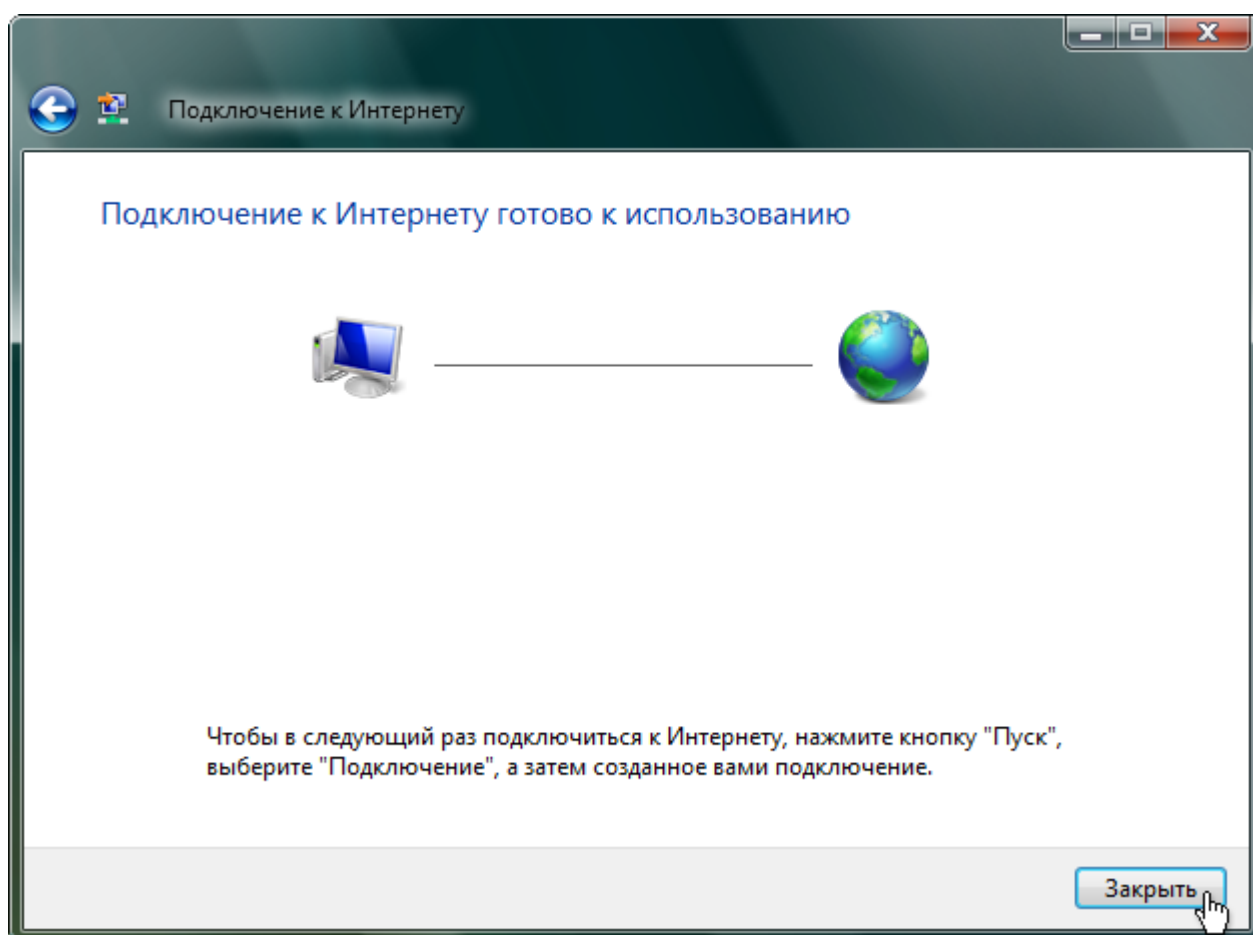 Подключение к Интернету
Подключение к Интернету готово к использованию
Чтобы в следующий раз подключиться к Интернету, нажмите кнопку "Пуск",
выберите "Подключение", а затем созданное вами подключение.
Закрыть